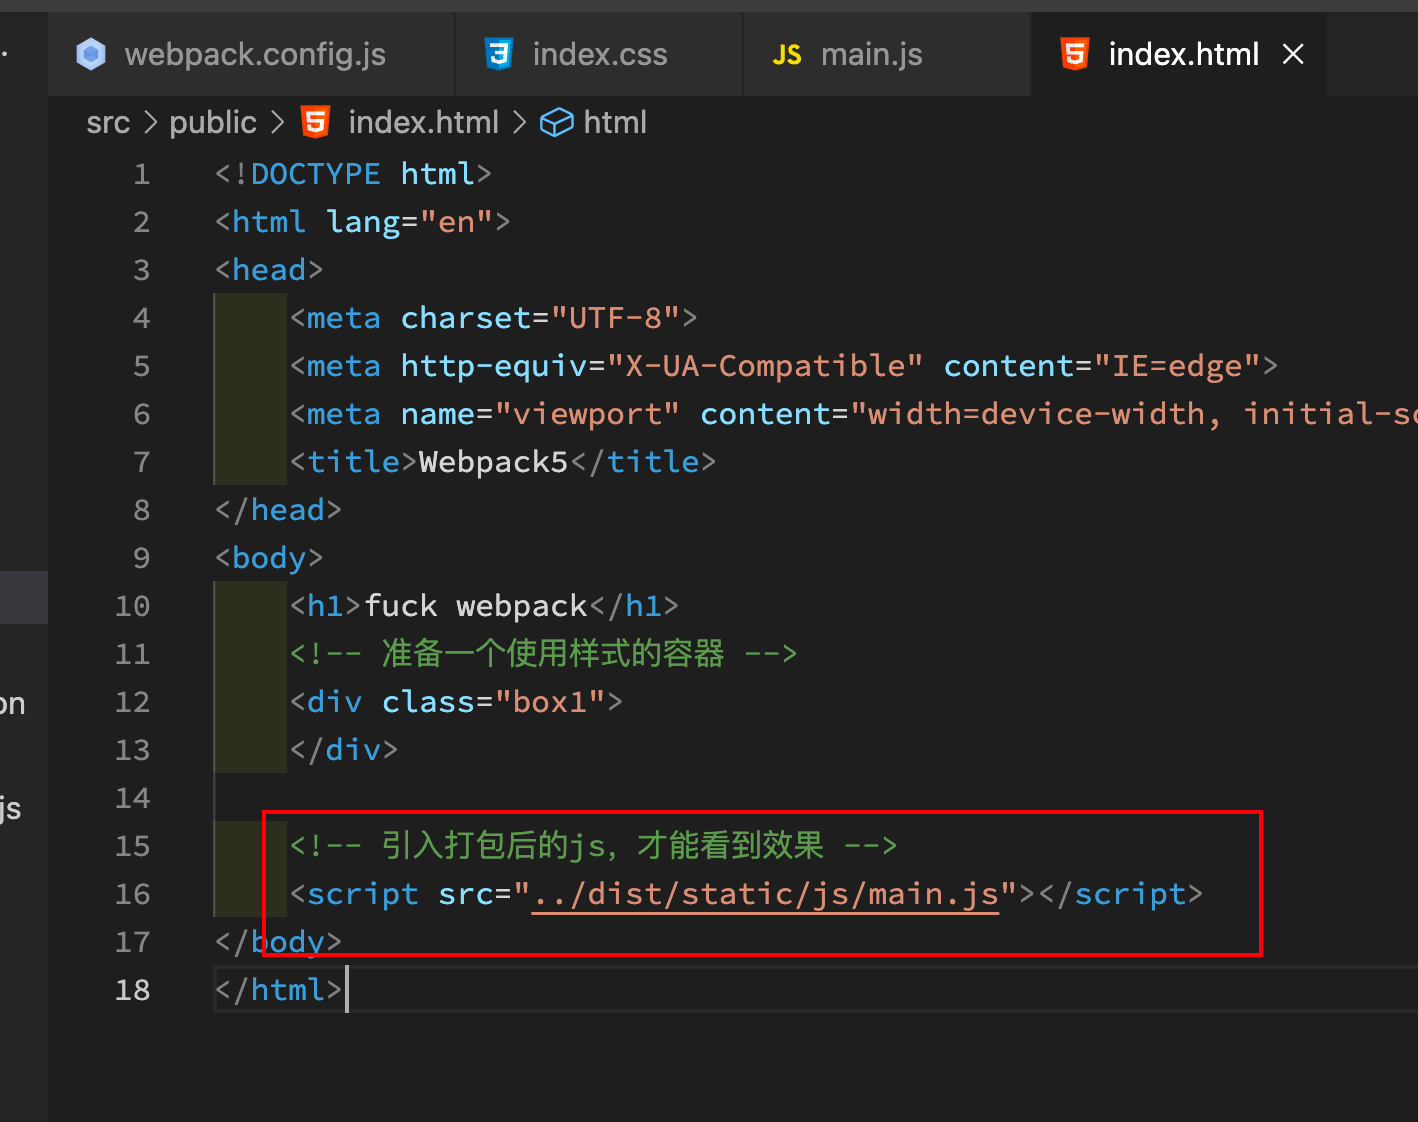 webpack.config.js index.css JS main.js index.html
src > public > index.html > html
1 <!DOCTYPE html>
2 <html lang="en">
3 <head>
4 <meta charset="UTF-8">
5 <meta http-equiv="X-UA-Compatible" content="IE=edge">
6 <meta name="viewport" content="width=device-width, initial-sc
7 <title>Webpack5</title>
8 </head>
9 <body>
10 <h1>fuck webpack</h1>
11 <!-- 准备一个使用样式的容器 -->
12 <div class="box1">
on
13 </div>
14
js
15 <!-- 引入打包后的js，才能看到效果 -->
16 <script src="../dist/static/js/main.js"></script>
17 </body>
18 </html>